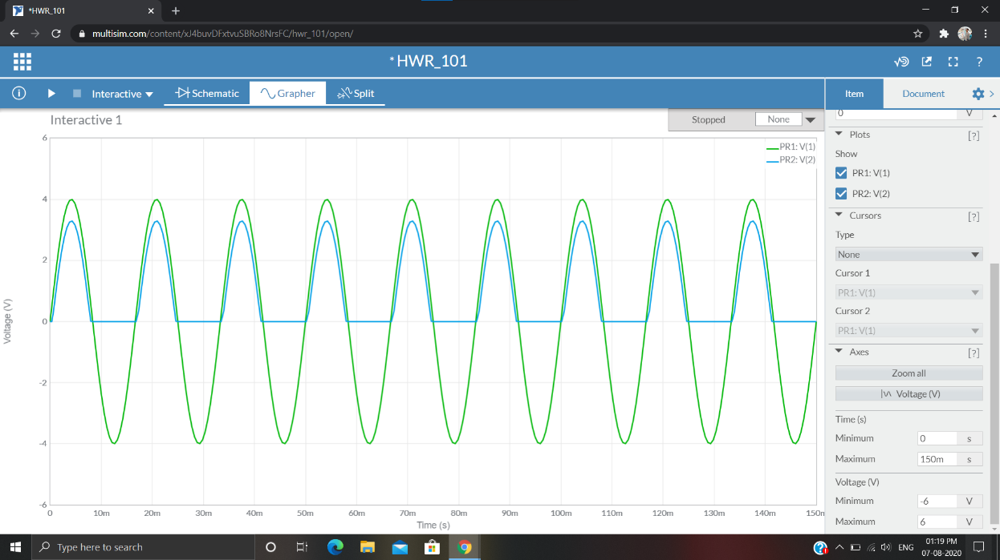 *HWR_101
multisim.com/content/xJ4buvDFxtvuSBRo8NrsFC/hwr_101/open/
*HWR_101
Interactive
Schematic
Grapher
Split
Item
Document
Interactive 1
Stopped
None
0 V
PR1: V(1)
PR2: V(2)
6
4
2
0
-2
-4
-6
Voltage (V)
0 10m 20m 30m 40m 50m 60m 70m 80m 90m 100m 110m 120m 130m 140m 150m
Time (s)
Plots [?]
Show
PR1: V(1)
PR2: V(2)
Cursors [?]
Type
None
Cursor 1
PR1: V(1)
Cursor 2
PR1: V(1)
Axes [?]
Zoom all
Voltage (V)
Time (s)
Minimum 0 s
Maximum 150m s
Voltage (V)
Minimum -6 V
Maximum 6 V
Type here to search
ENG
01:19 PM
07-08-2020